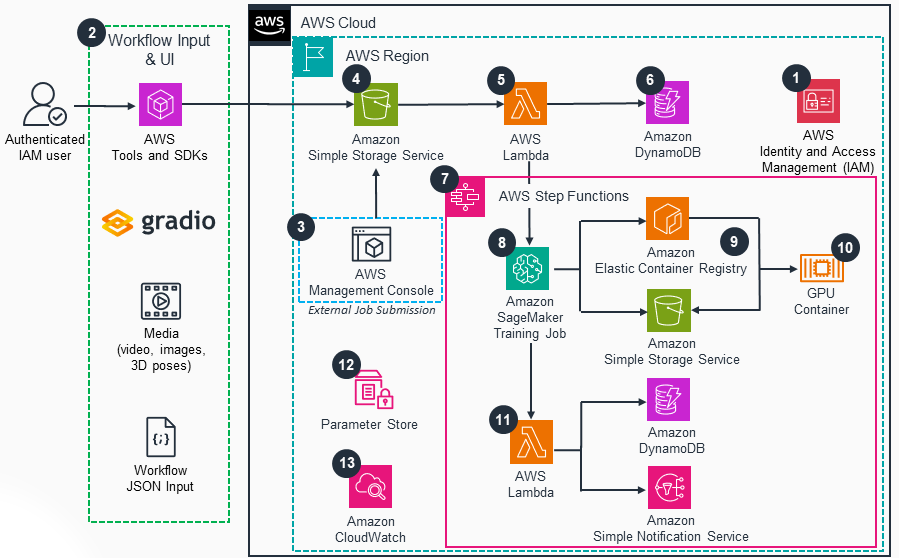 2
Workflow Input
& UI
Authenticated
IAM user
AWS
Tools and SDKs
gradio
Media
(video, images,
3D poses)
{;}
Workflow
JSON Input
aws
AWS Cloud
AWS Region
4
Amazon
Simple Storage Service
5
AWS
Lambda
6
Amazon
DynamoDB
1
AWS
Identity and Access
Management (IAM)
3
AWS
Management Console
External Job Submission
7
AWS Step Functions
8
Amazon
SageMaker
Training Job
Amazon
Elastic Container Registry
9
10
GPU
Container
Amazon
Simple Storage Service
11
AWS
Lambda
Amazon
DynamoDB
Amazon
Simple Notification Service
12
Parameter Store
13
Amazon
CloudWatch